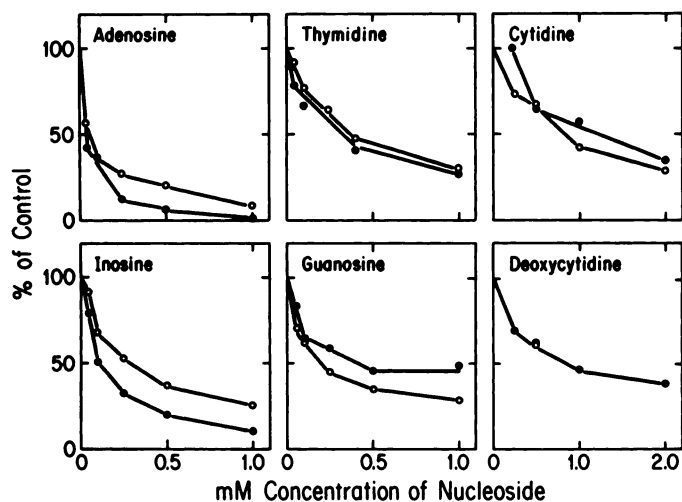 Adenosine
Thymidine
Cytidine
100
50
0
Inosine
Guanosine
Deoxycytidine
100
50
0
0 0.5 1.0
0 0.5 1.0
0 1.0 2.0
% of Control
mM Concentration of Nucleoside